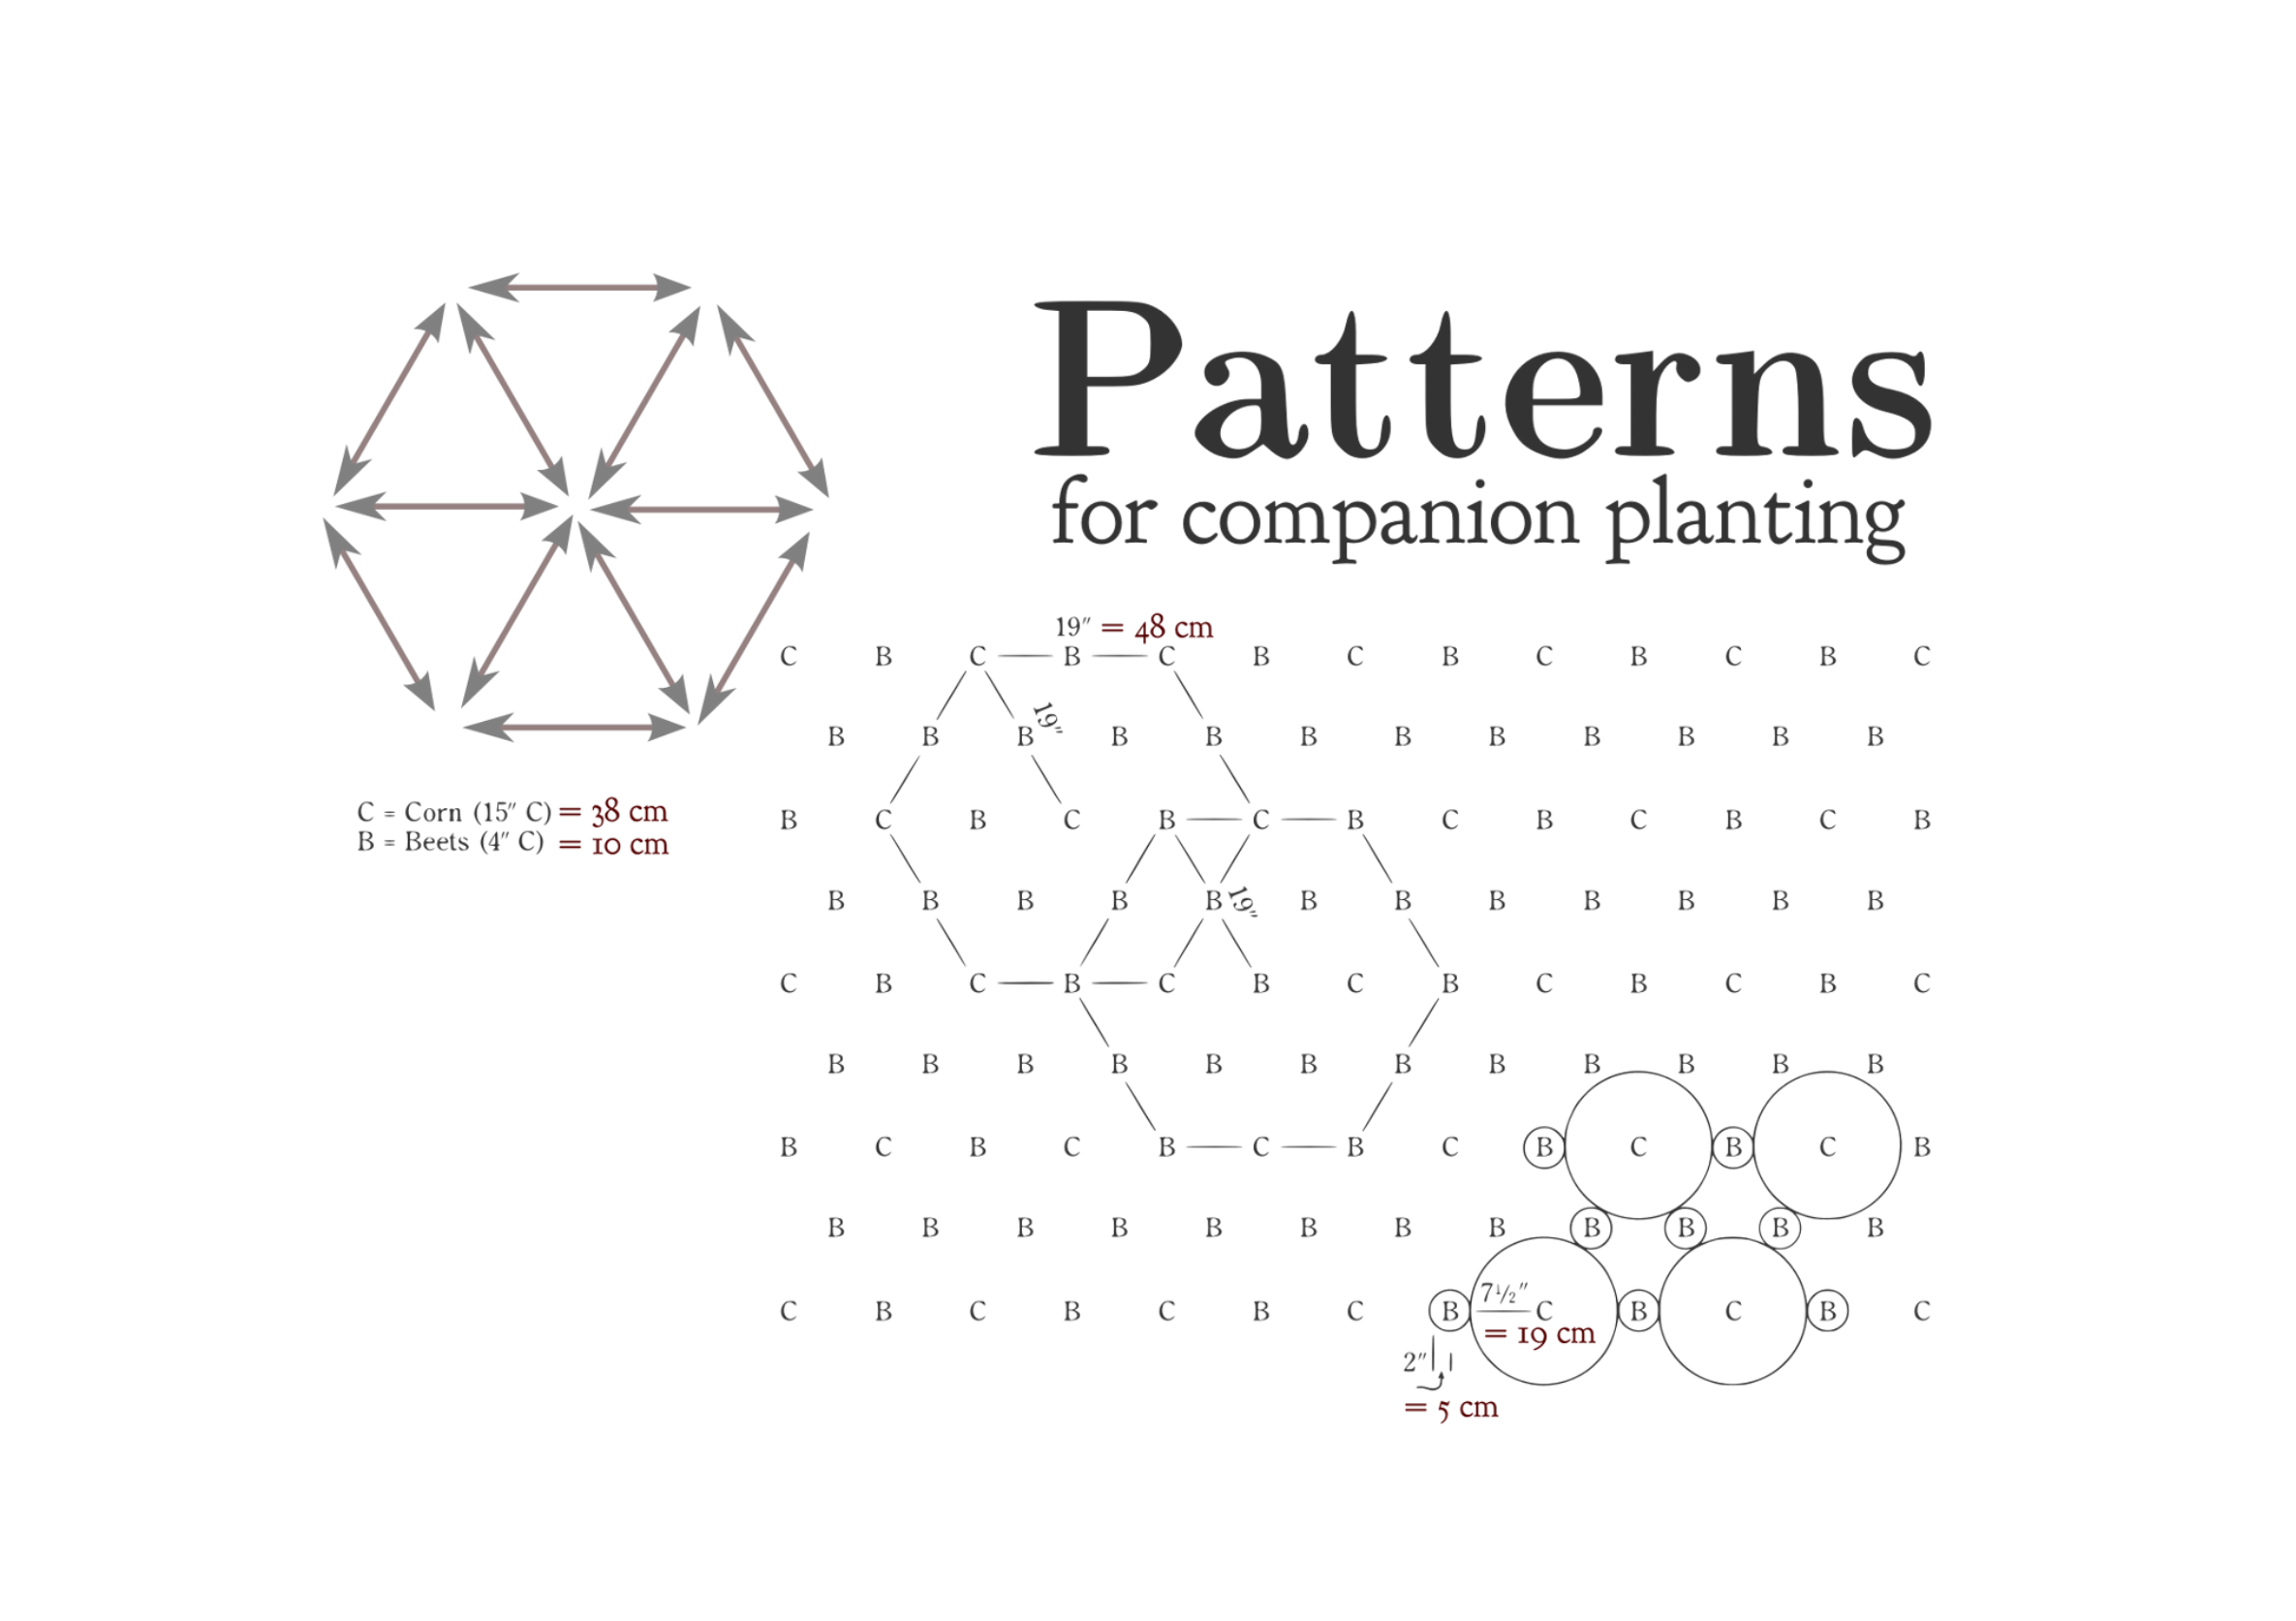 Patterns
for companion planting
19″ = 48 cm
C B C B C B C B C B C B C
19″
B B B B B B B B B B B B
C = Corn (15″ C) = 38 cm
B = Beets (4″ C) = 10 cm
B C B C B C B C B C B C B
B B B B B 19″ B B B B B B B
C B C B C B C B C B C B C
B B B B B B B B B B B B
B C B C B C B C B C B C B
B B B B B B B B B B B B
C B C B C B C B C B C B C
7½″
= 19 cm
2″
= 5 cm